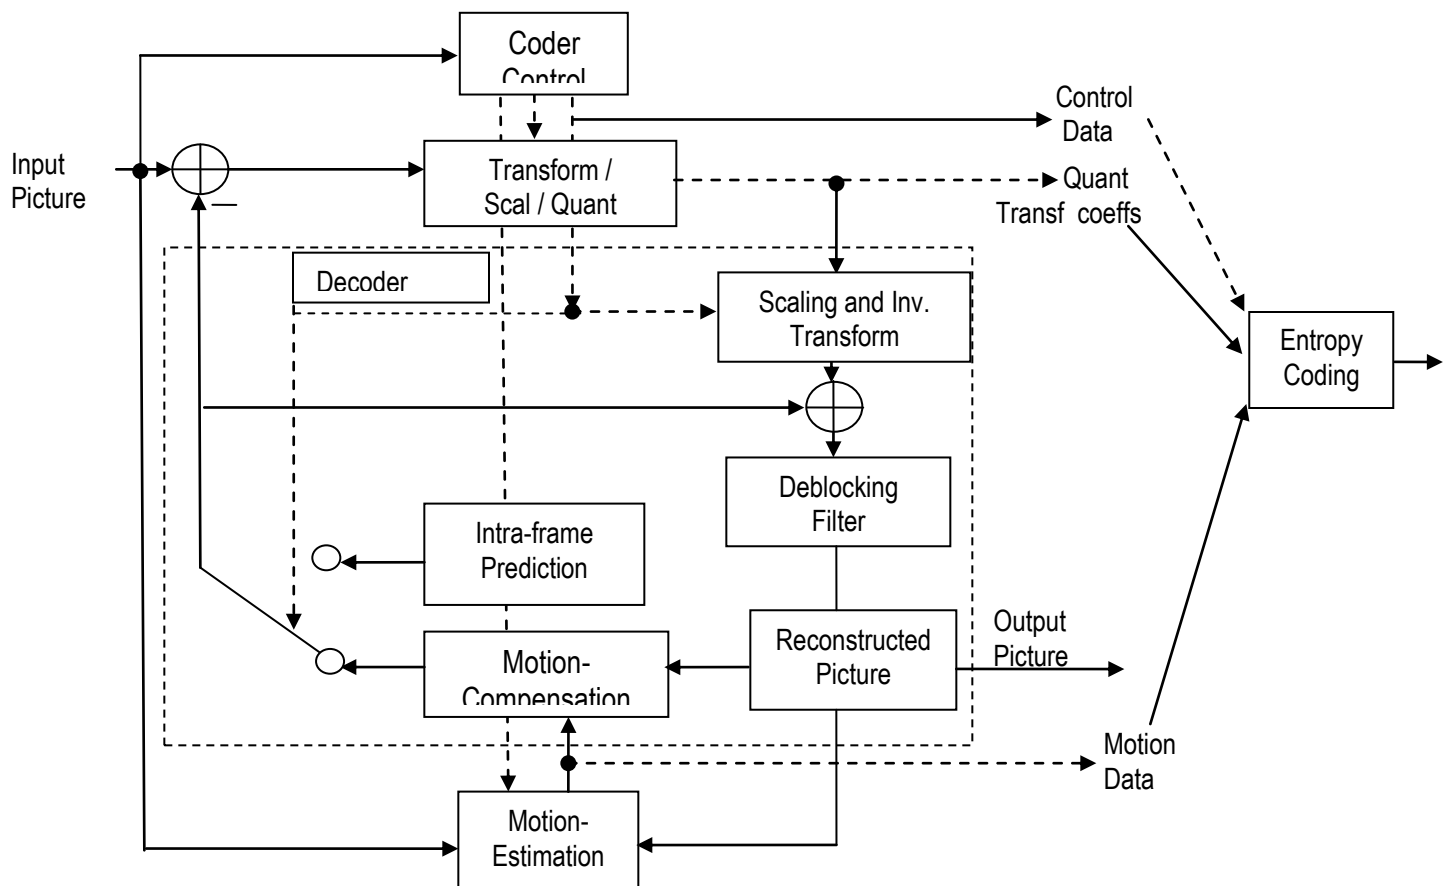 Coder
Control
Control
Data
Input
Picture
Transform /
Scal / Quant
Quant
Transf coeffs
—
Decoder
Scaling and Inv.
Transform
Entropy
Coding
Deblocking
Filter
Intra-frame
Prediction
Motion-
Compensation
Reconstructed
Picture
Output
Picture
Motion
Data
Motion-
Estimation